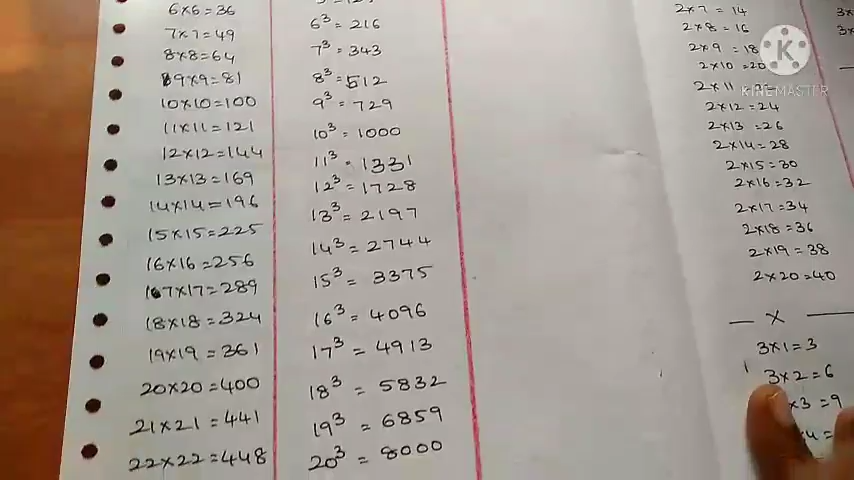 6x6=36
7x7=49
8x8=64
9x9=81
10x10=100
11x11=121
12x12=144
13x13=169
14x14=196
15x15=225
16x16=256
17x17=289
18x18=324
19x19=361
20x20=400
21x21=441
22x22=448
6³= 216
7³= 343
8³=512
9³= 729
10³= 1000
11³= 1331
12³= 1728
13³= 2197
14³= 2744
15³= 3375
16³= 4096
17³= 4913
18³= 5832
19³= 6859
20³= 8000
2x7= 14
2x8=16
2x9=18
2x10=20
2x11
2x12=24
2x13=26
2x14=28
2x15=30
2x16=32
2x17=34
2x18=36
2x19=38
2x20=40
— x —
3x1=3
3x2=6
x3=9
x4=
KINEMASTER